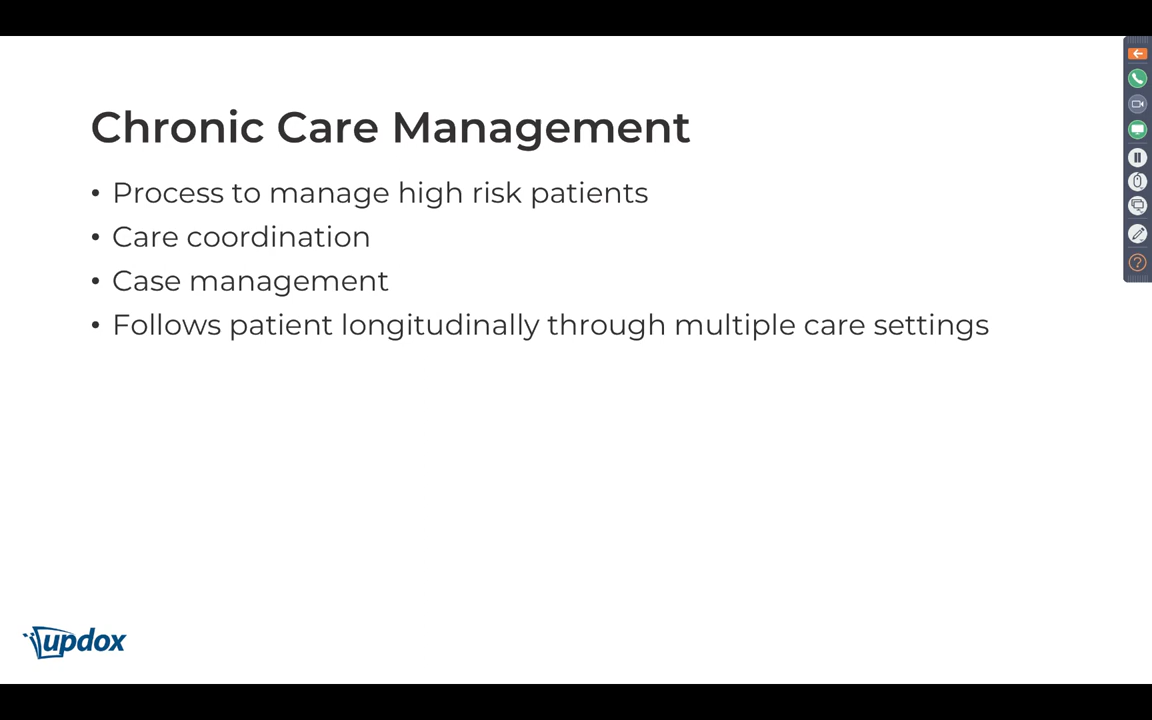 Chronic Care Management
• Process to manage high risk patients
• Care coordination
• Case management
• Follows patient longitudinally through multiple care settings
updox